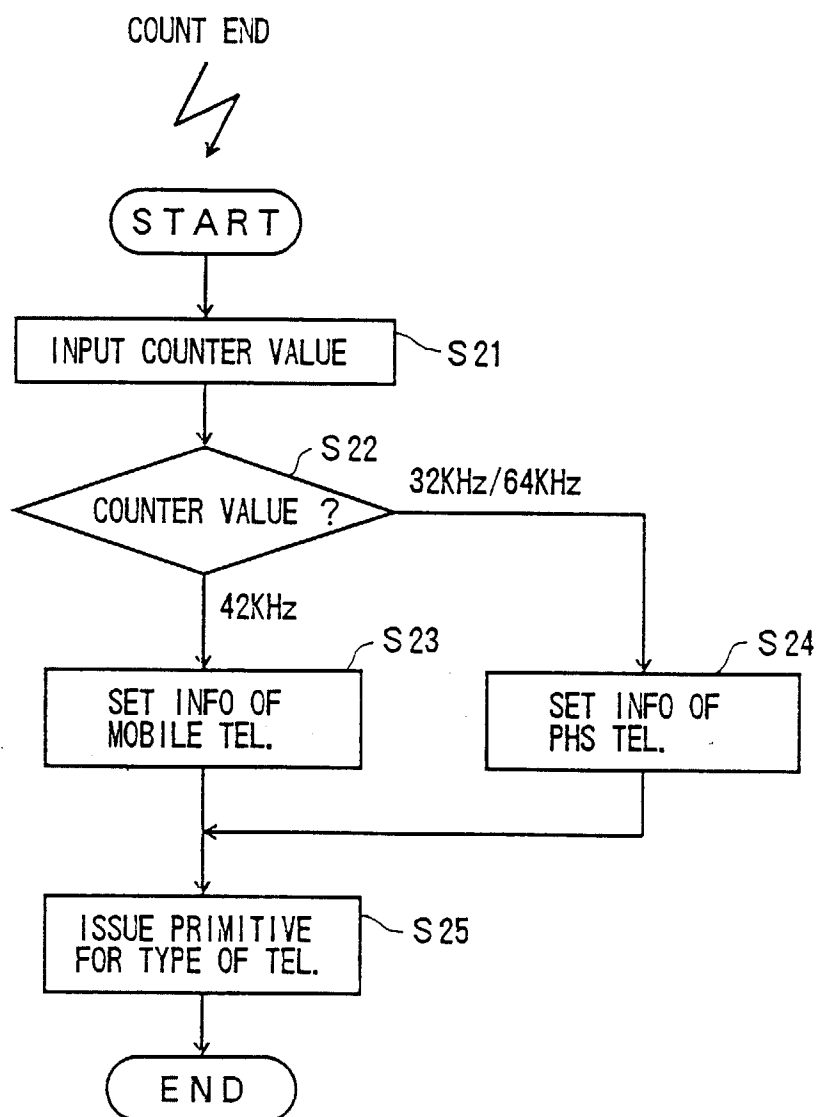 COUNT END
START
INPUT COUNTER VALUE
S21
S22
COUNTER VALUE ?
32KHz/64KHz
42KHz
S23
SET INFO OF
MOBILE TEL.
S24
SET INFO OF
PHS TEL.
S25
ISSUE PRIMITIVE
FOR TYPE OF TEL.
END